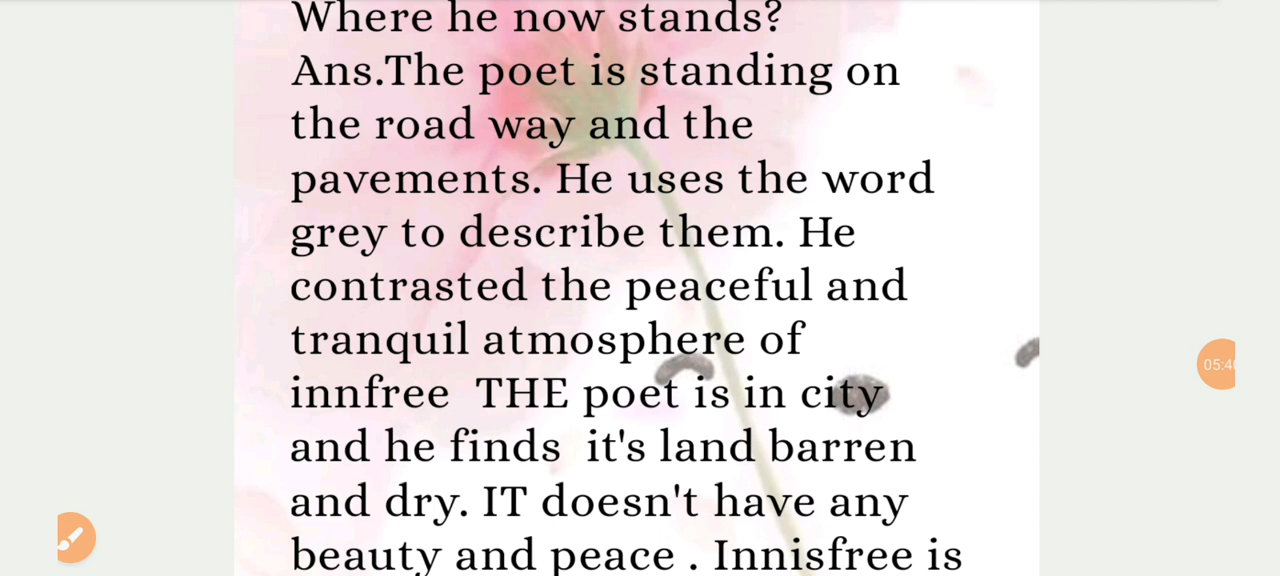 Where he now stands?
Ans.The poet is standing on
the road way and the
pavements. He uses the word
grey to describe them. He
contrasted the peaceful and
tranquil atmosphere of
innfree  THE poet is in city
and he finds  it's land barren
and dry. IT doesn't have any
beauty and peace . Innisfree is